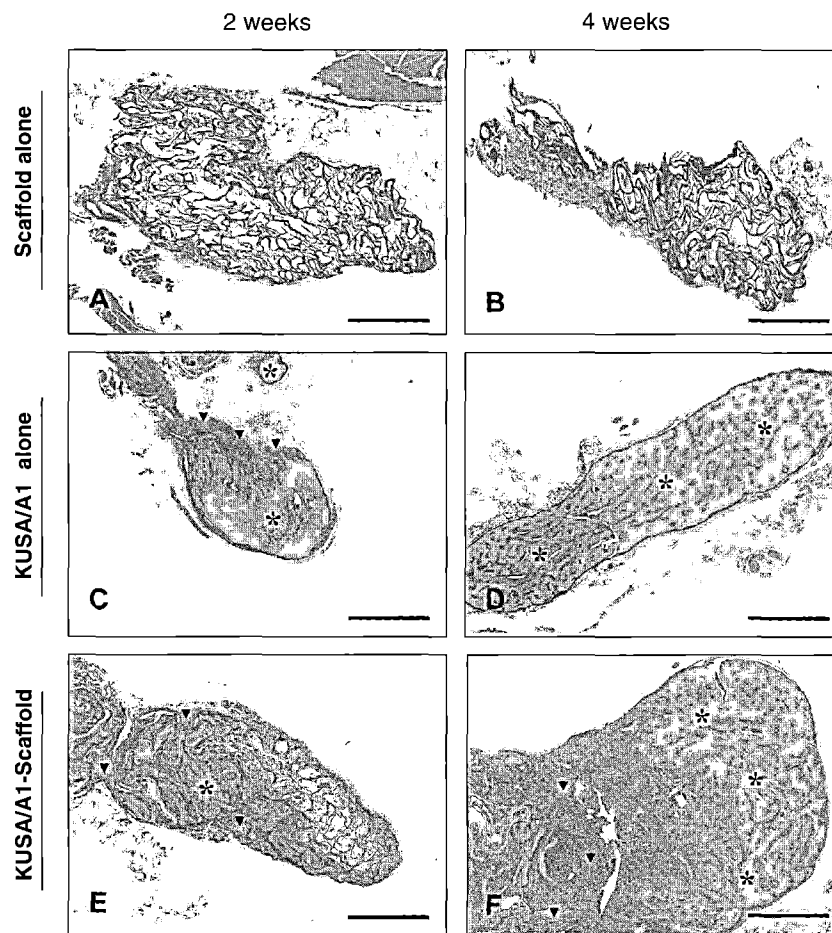 2 weeks
4 weeks
Scaffold alone
A
B
KUSA/A1 alone
*
C
*
*
*
*
D
KUSA/A1-Scaffold
*
E
*
*
*
F